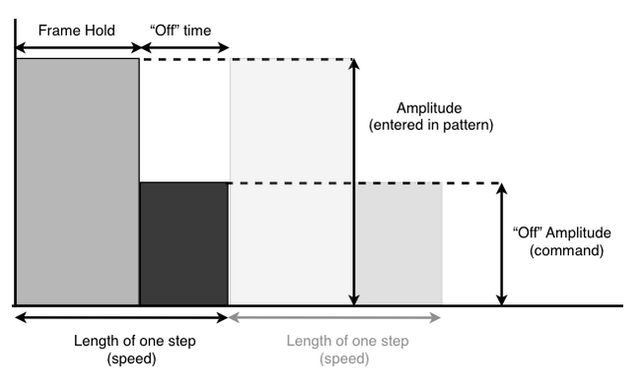 Frame Hold
“Off” time
Amplitude
(entered in pattern)
“Off” Amplitude
(command)
Length of one step
(speed)
Length of one step
(speed)